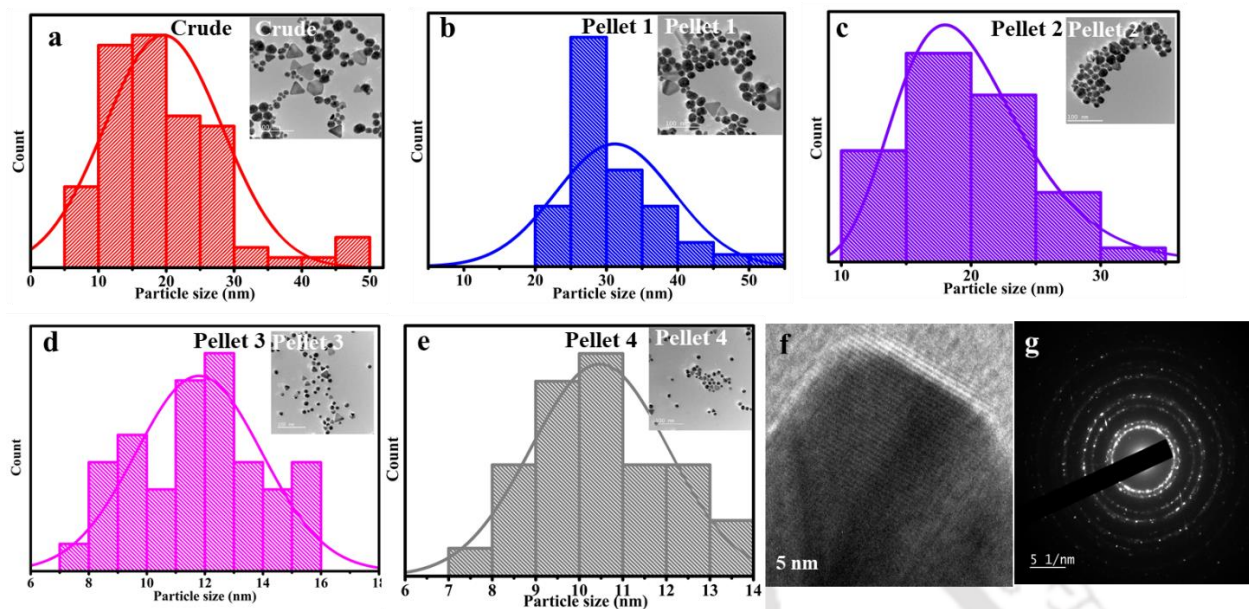 a
Crude
Crude
Count
0 10 20 30 40 50
Particle size (nm)
b
Pellet 1
Pellet 1
100 nm
Count
10 20 30 40 50
Particle size (nm)
c
Pellet 2
Pellet 2
100 nm
Count
10 20 30
Particle size (nm)
d
Pellet 3
Pellet 3
100 nm
Count
6 8 10 12 14 16 18
Particle size (nm)
e
Pellet 4
Pellet 4
Count
6 7 8 9 10 11 12 13 14
Particle size (nm)
f
5 nm
g
5 1/nm